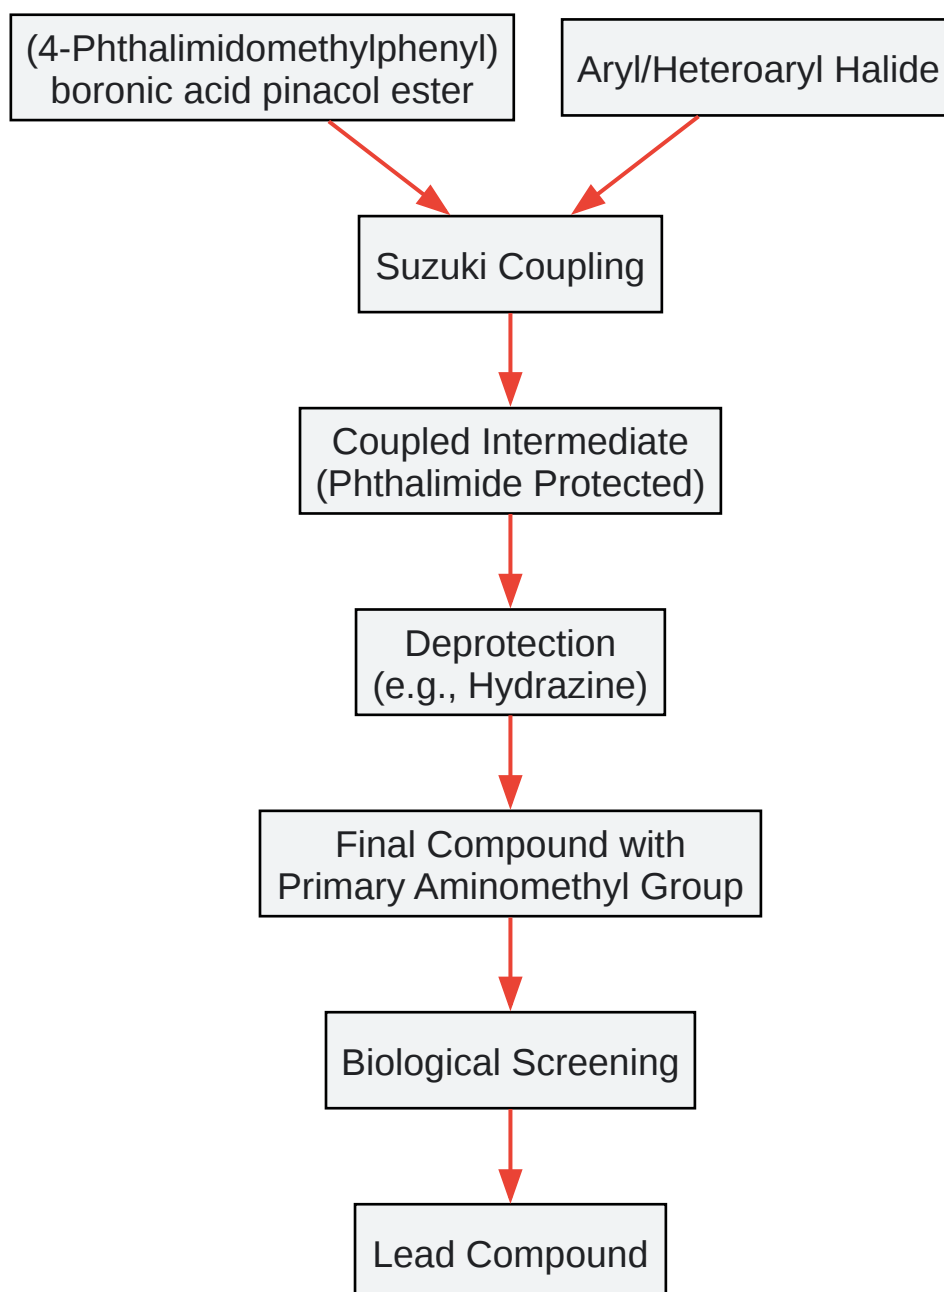 (4-Phthalimidomethylphenyl)
boronic acid pinacol ester
Aryl/Heteroaryl Halide
Suzuki Coupling
Coupled Intermediate
(Phthalimide Protected)
Deprotection
(e.g., Hydrazine)
Final Compound with
Primary Aminomethyl Group
Biological Screening
Lead Compound